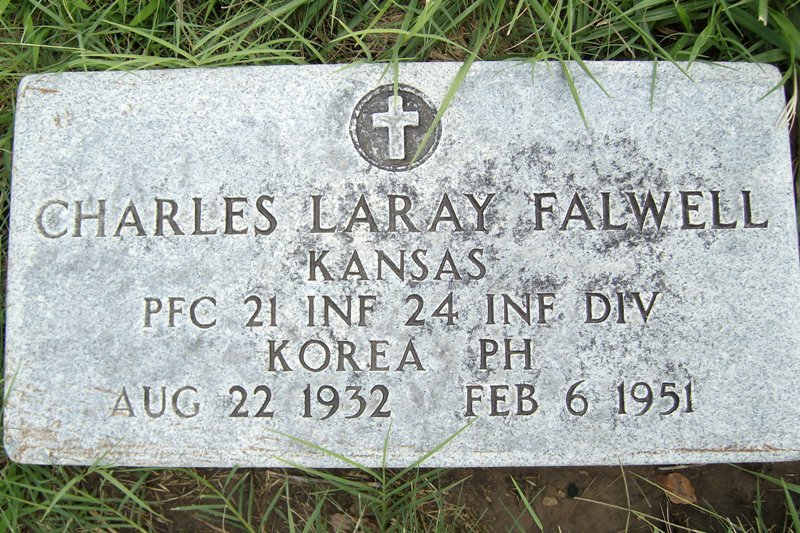 CHARLES LARAY FALWELL
KANSAS
PFC 21 INF 24 INF DIV
KOREA PH
AUG 22 1932 FEB 6 1951